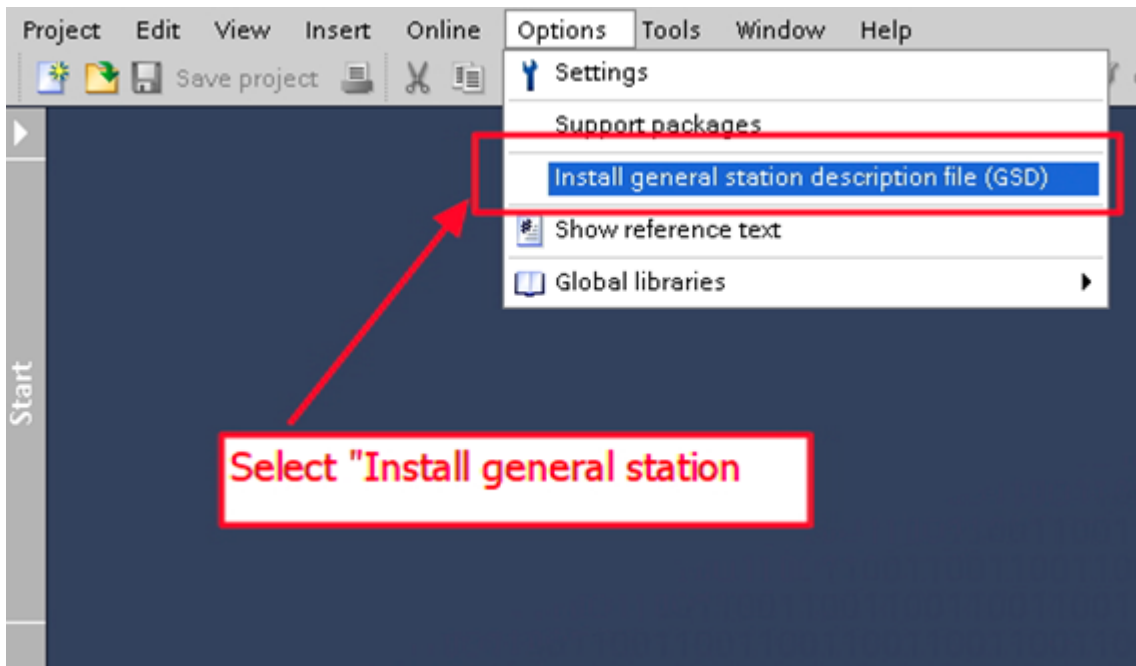 Project Edit View Insert Online Options Tools Window Help
Save project
Settings
Support packages
Install general station description file (GSD)
Show reference text
Global libraries
Start
Select "Install general station